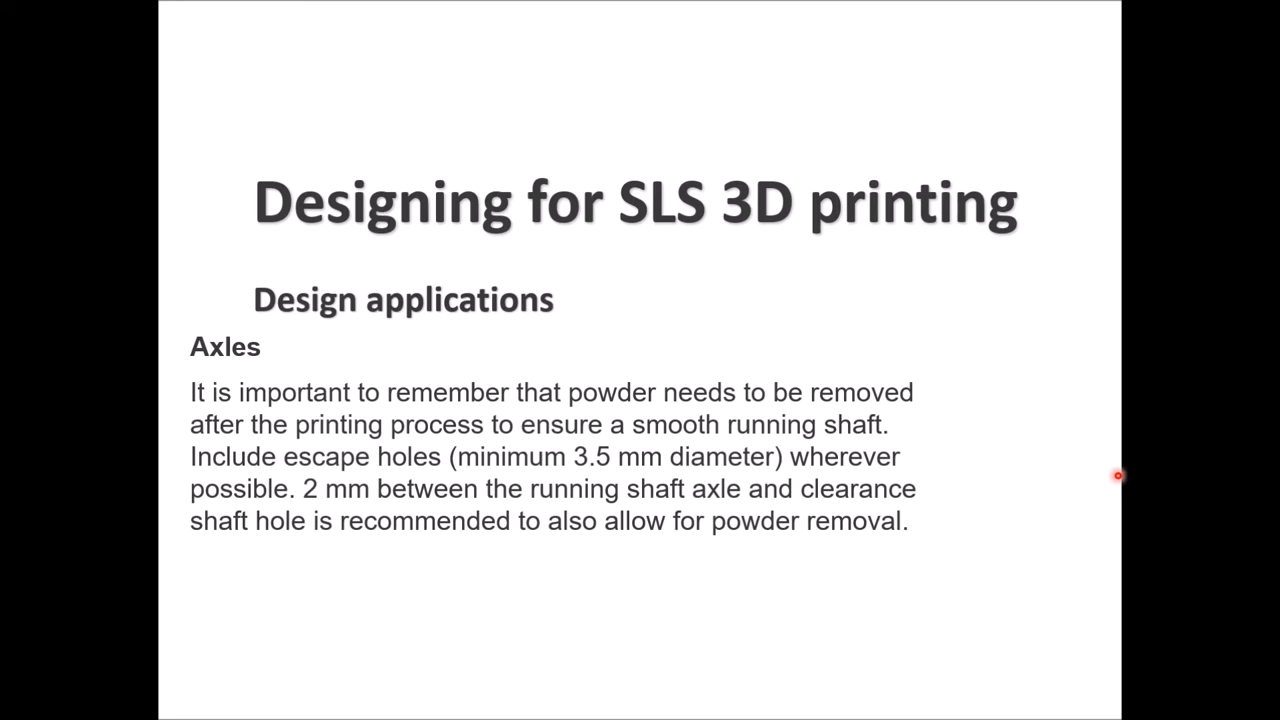 Designing for SLS 3D printing
Design applications
Axles
It is important to remember that powder needs to be removed
after the printing process to ensure a smooth running shaft.
Include escape holes (minimum 3.5 mm diameter) wherever
possible. 2 mm between the running shaft axle and clearance
shaft hole is recommended to also allow for powder removal.